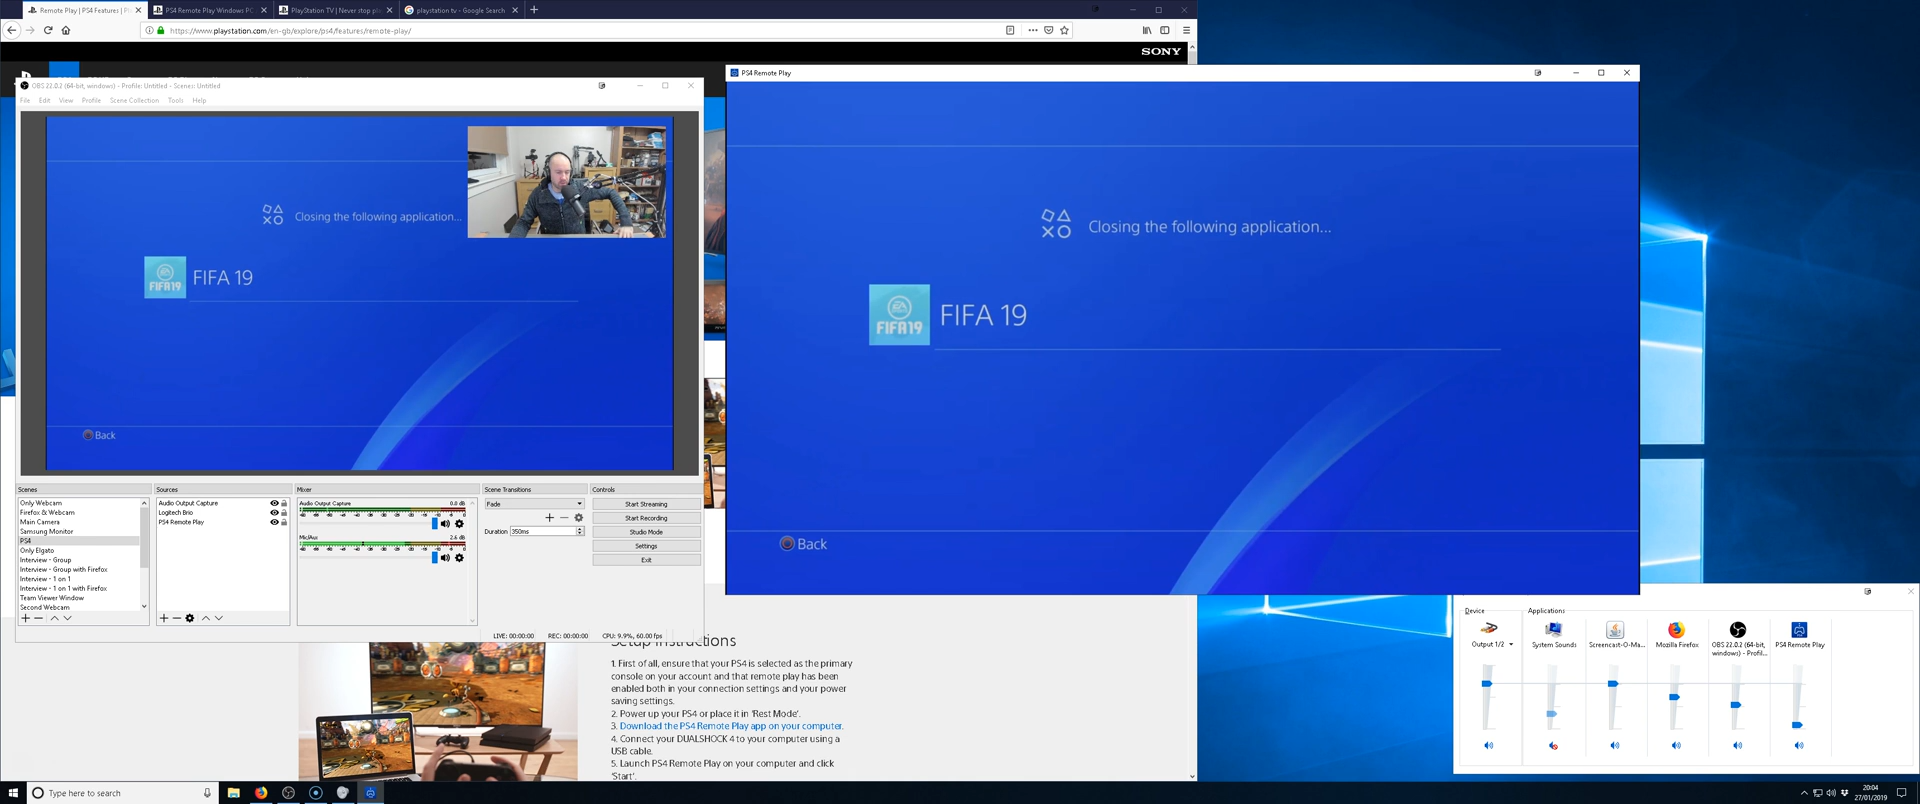 Remote Play | PS4 Features | Pl
PS4 Remote Play Windows PC
PlayStation TV | Never stop pl
playstation tv - Google Search
https://www.playstation.com/en-gb/explore/ps4/features/remote-play/
SONY
OBS 22.0.2 (64-bit, windows) - Profile: Untitled - Scenes: Untitled
File Edit View Profile Scene Collection Tools Help
Closing the following application...
EA
FIFA19
FIFA 19
Back
PS4 Remote Play
Closing the following application...
EA
FIFA19
FIFA 19
Back
Scenes
Only Webcam
Firefox & Webcam
Main Camera
Samsung Monitor
PS4
Only Elgato
Interview - Group
Interview - Group with Firefox
Interview - 1 on 1
Interview - 1 on 1 with Firefox
Team Viewer Window
Second Webcam
Sources
Audio Output Capture
Logitech Brio
PS4 Remote Play
Mixer
Audio Output Capture 0.0 dB
Mic/Aux 2.6 dB
Scene Transitions
Fade
Duration 350ms
Controls
Start Streaming
Start Recording
Studio Mode
Settings
Exit
LIVE: 00:00:00 REC: 00:00:00 CPU: 9.9%, 60.00 fps
Setup Instructions
1. First of all, ensure that your PS4 is selected as the primary
console on your account and that remote play has been
enabled both in your connection settings and your power
saving settings.
2. Power up your PS4 or place it in 'Rest Mode'.
3. Download the PS4 Remote Play app on your computer.
4. Connect your DUALSHOCK 4 to your computer using a
USB cable.
5. Launch PS4 Remote Play on your computer and click
'Start'.
Device
Output 1/2
Applications
System Sounds
Screencast-O-Ma...
Mozilla Firefox
OBS 22.0.2 (64-bit,
windows) - Profil...
PS4 Remote Play
Type here to search
20:04
27/01/2019